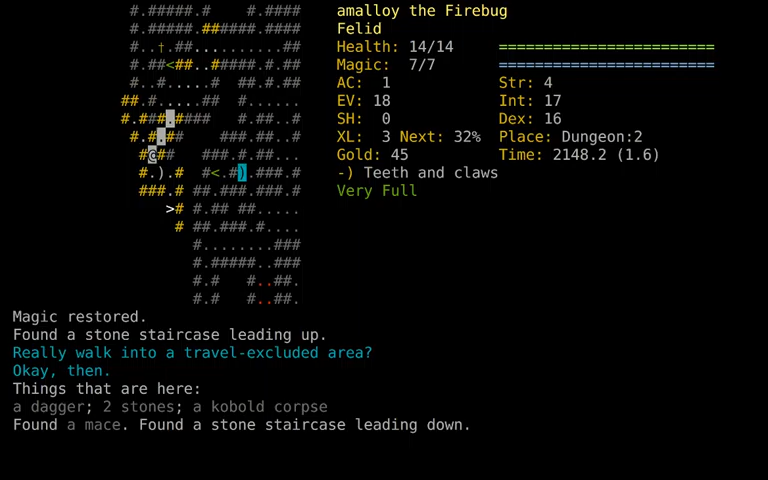 amalloy the Firebug
Felid
Health: 14/14 ========================
Magic: 7/7 ========================
AC: 1 Str: 4
EV: 18 Int: 17
SH: 0 Dex: 16
XL: 3 Next: 32% Place: Dungeon:2
Gold: 45 Time: 2148.2 (1.6)
-) Teeth and claws
Very Full
Magic restored.
Found a stone staircase leading up.
Really walk into a travel-excluded area?
Okay, then.
Things that are here:
a dagger; 2 stones; a kobold corpse
Found a mace. Found a stone staircase leading down.